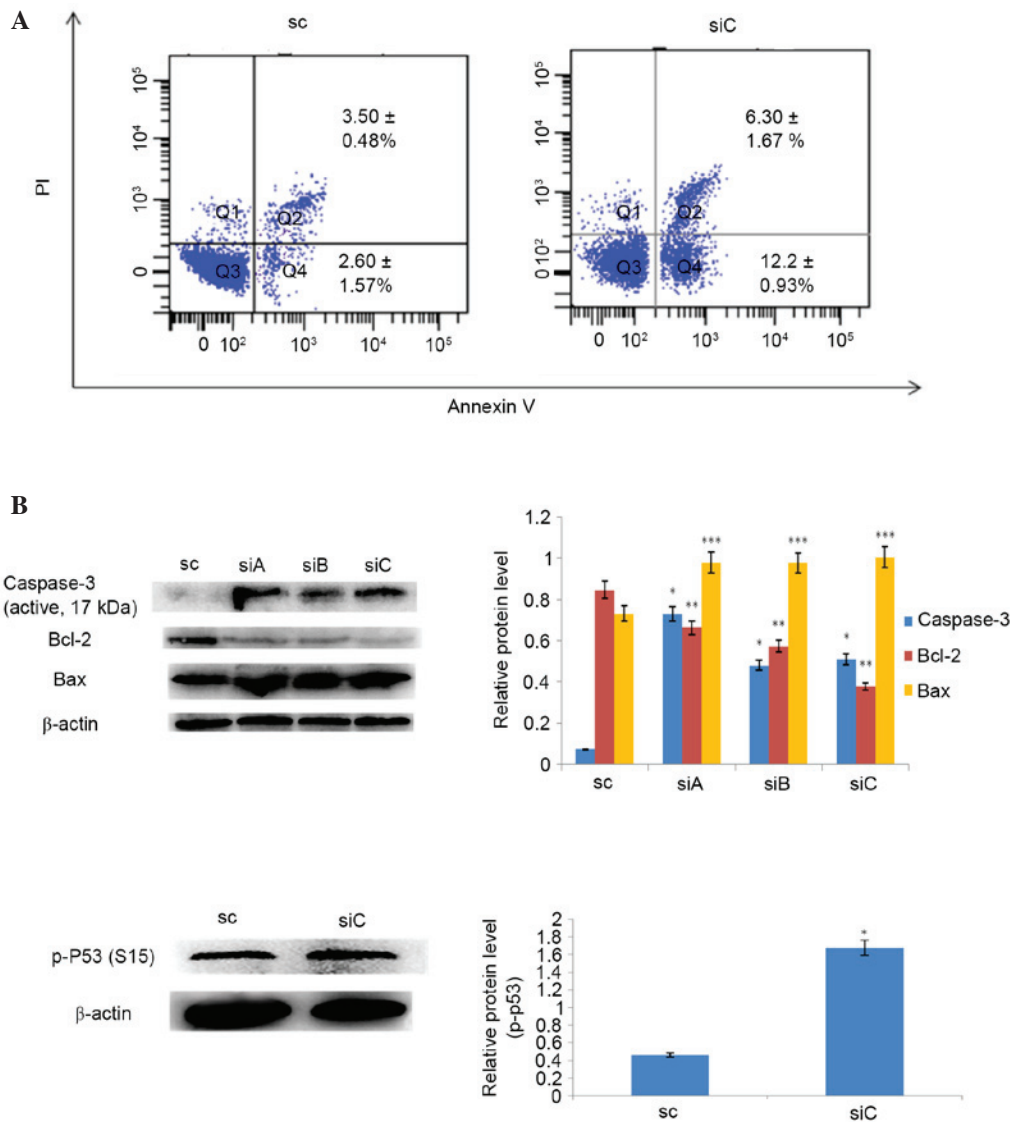 A
sc
siC
10⁵
10⁴
10³
0
PI
Q1
Q2
Q3
Q4
3.50 ±
0.48%
2.60 ±
1.57%
0 10² 10³ 10⁴ 10⁵
10⁵
10⁴
10³
0 10²
Q1
Q2
Q3
Q4
6.30 ±
1.67 %
12.2 ±
0.93%
0 10² 10³ 10⁴ 10⁵
Annexin V
B
sc siA siB siC
Caspase-3
(active, 17 kDa)
Bcl-2
Bax
β-actin
Relative protein level
1.2
1
0.8
0.6
0.4
0.2
0
* ** ***
* ** ***
* ** ***
sc siA siB siC
Caspase-3
Bcl-2
Bax
sc siC
p-P53 (S15)
β-actin
Relative protein level
(p-p53)
2
1.8
1.6
1.4
1.2
1
0.8
0.6
0.4
0.2
0
*
sc siC